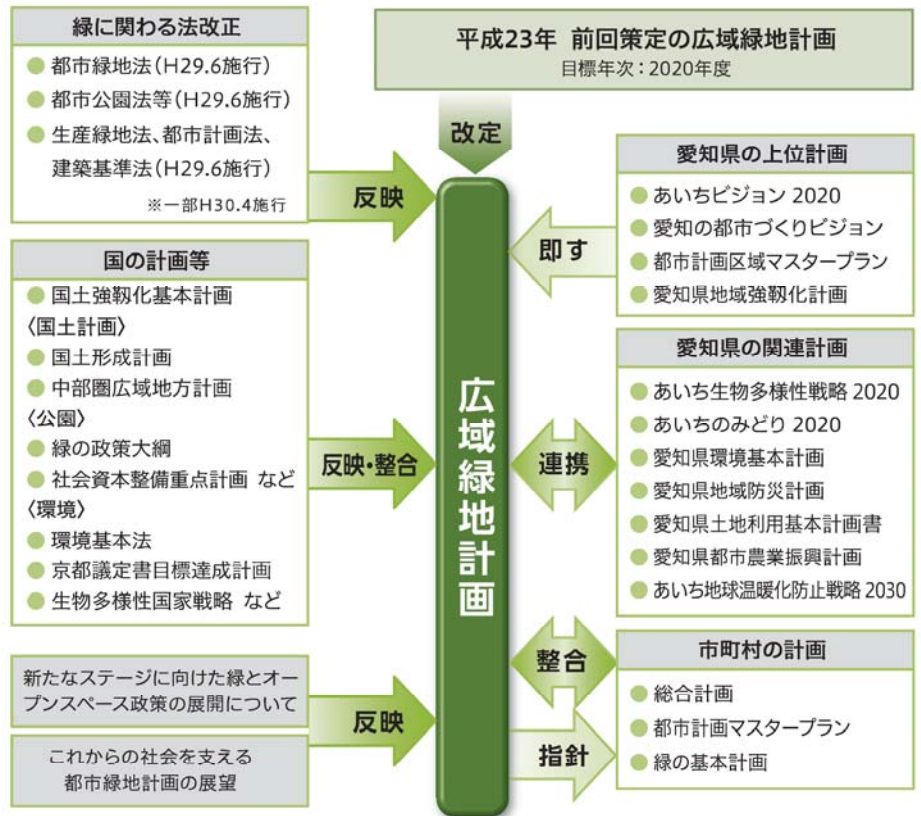 緑に関わる法改正
● 都市緑地法(H29.6施行)
● 都市公園法等(H29.6施行)
● 生産緑地法、都市計画法、
建築基準法(H29.6施行)
※一部H30.4施行
反映
国の計画等
● 国土強靱化基本計画
〈国土計画〉
● 国土形成計画
● 中部圏広域地方計画
〈公園〉
● 緑の政策大綱
● 社会資本整備重点計画 など
〈環境〉
● 環境基本法
● 京都議定書目標達成計画
● 生物多様性国家戦略 など
反映・整合
新たなステージに向けた緑とオー
プンスペース政策の展開について
これからの社会を支える
都市緑地計画の展望
反映
平成23年 前回策定の広域緑地計画
目標年次：2020年度
改定
広域緑地計画
愛知県の上位計画
● あいちビジョン 2020
● 愛知の都市づくりビジョン
● 都市計画区域マスタープラン
● 愛知県地域強靱化計画
即す
愛知県の関連計画
● あいち生物多様性戦略 2020
● あいちのみどり 2020
● 愛知県環境基本計画
● 愛知県地域防災計画
● 愛知県土地利用基本計画書
● 愛知県都市農業振興計画
● あいち地球温暖化防止戦略 2030
連携
市町村の計画
● 総合計画
● 都市計画マスタープラン
● 緑の基本計画
整合
指針